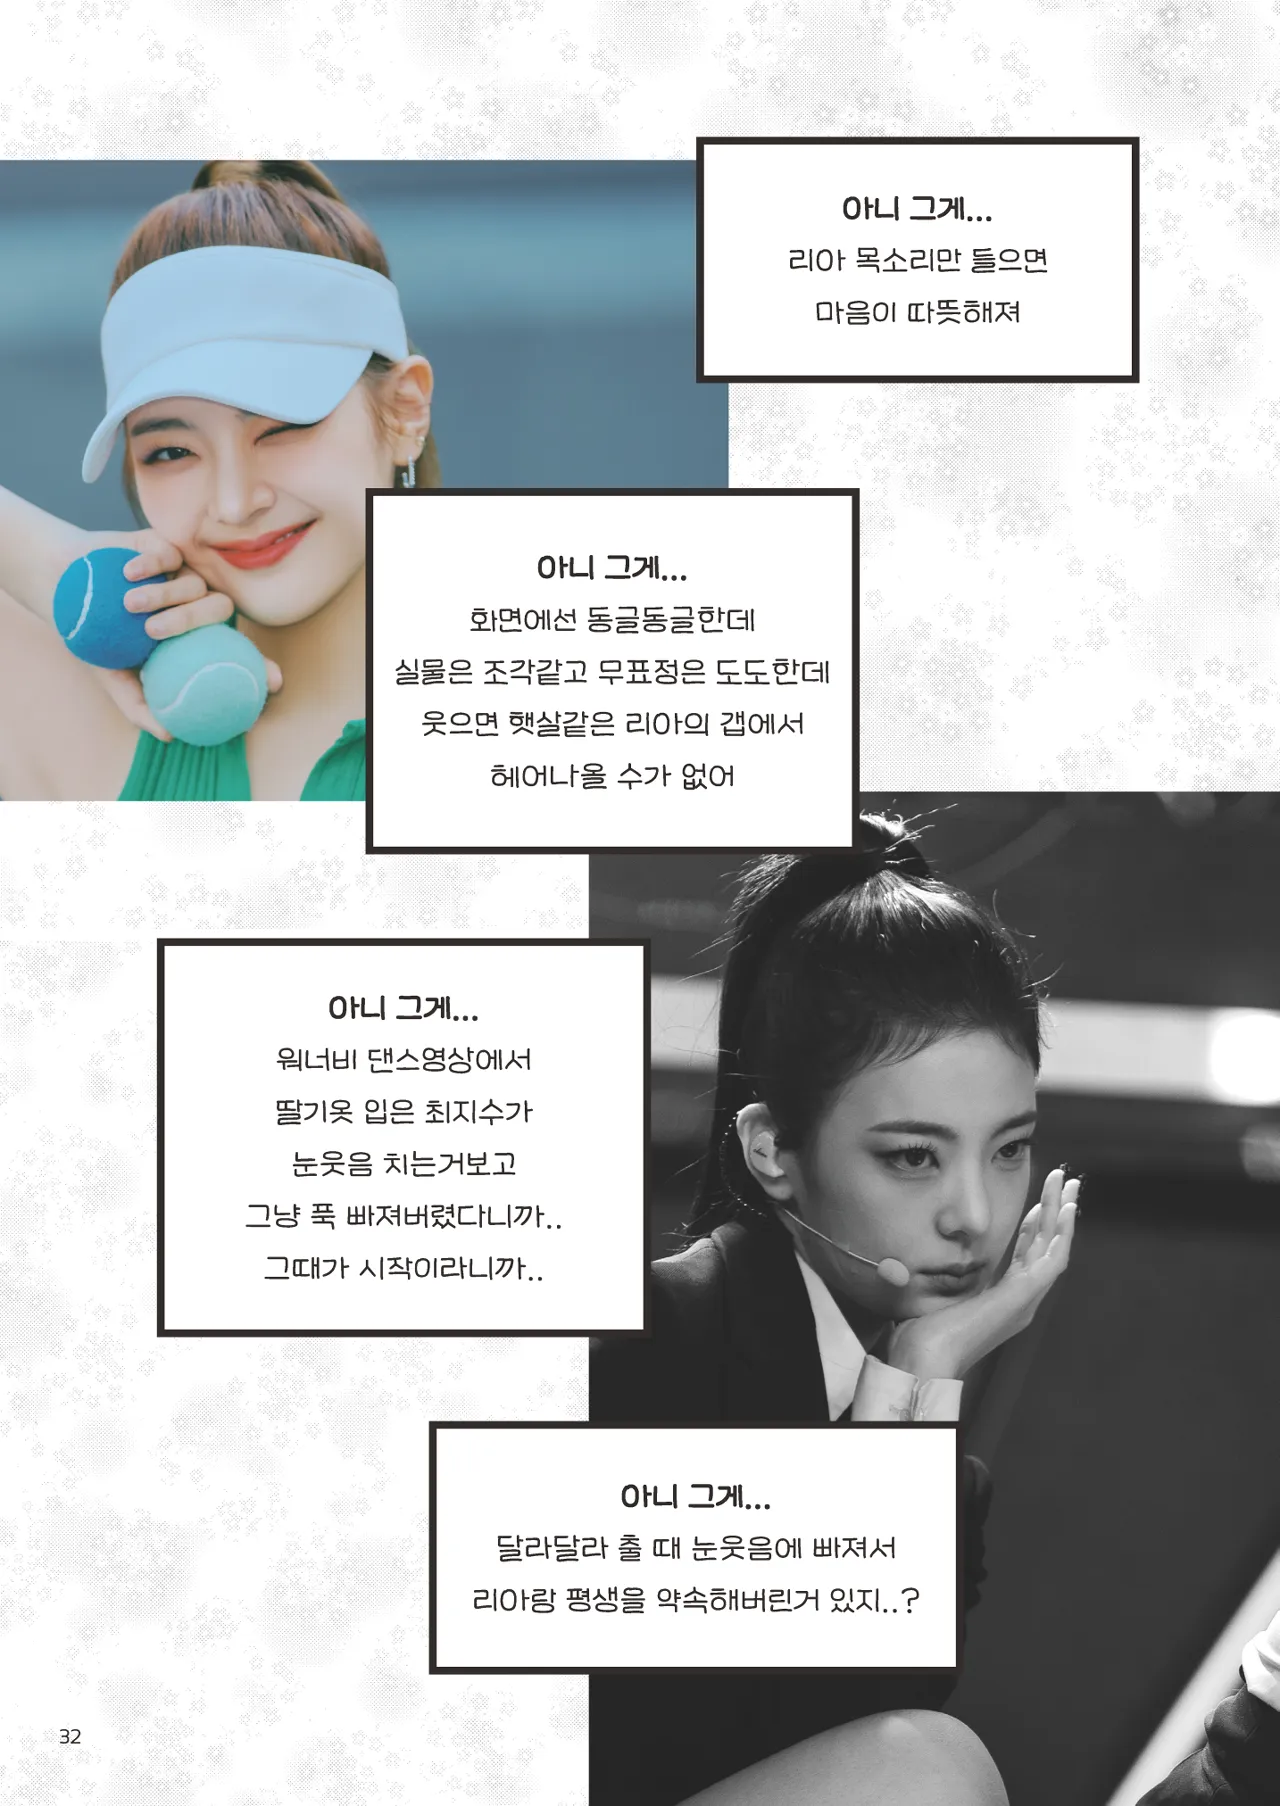 아니 그게...
리아 목소리만 들으면
마음이 따뜻해져
아니 그게...
화면에선 동글동글한데
실물은 조각같고 무표정은 도도한데
웃으면 햇살같은 리아의 갭에서
헤어나올 수가 없어
아니 그게...
워너비 댄스영상에서
딸기옷 입은 최지수가
눈웃음 치는거보고
그냥 푹 빠져버렸다니까..
그때가 시작이라니까..
아니 그게...
달라달라 출 때 눈웃음에 빠져서
리아랑 평생을 약속해버린거 있지..?
32